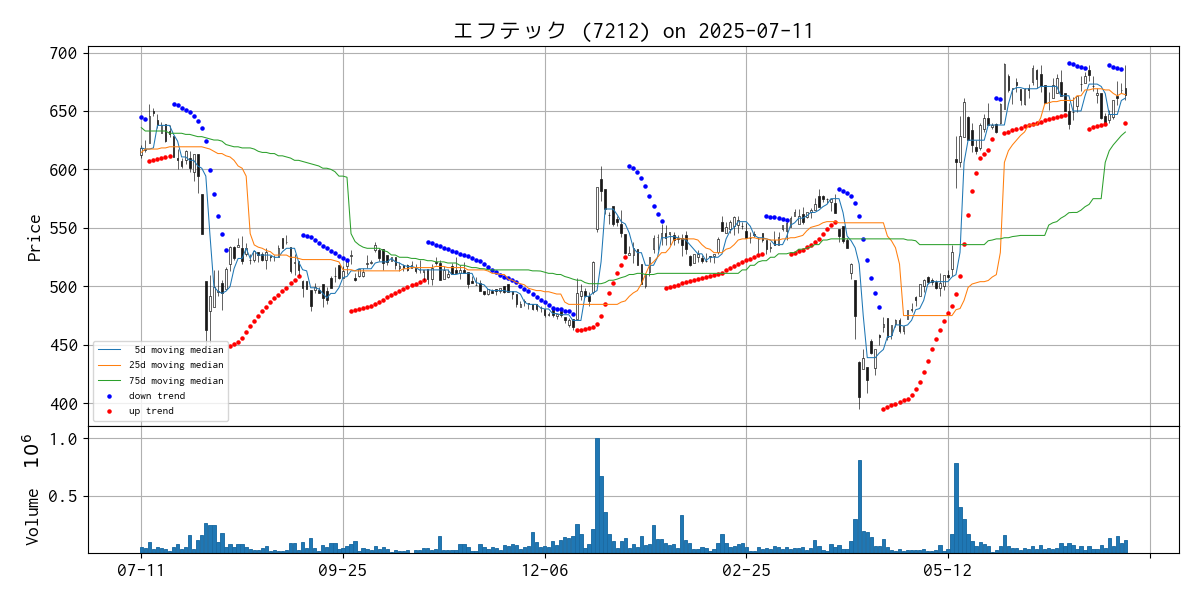 エフテック (7212) on 2025-07-11
700
650
600
550
500
450
400
Price
5d moving median
25d moving median
75d moving median
down trend
up trend
1.0
0.5
Volume 10^6
07-11
09-25
12-06
02-25
05-12